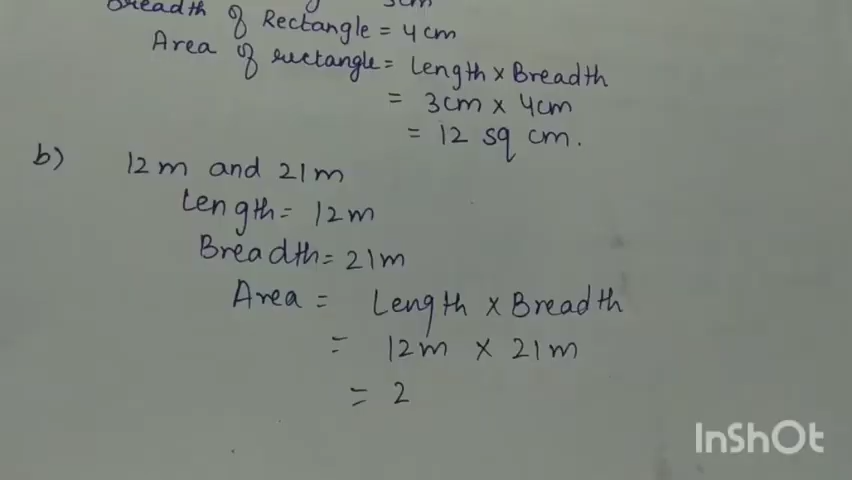 Breadth of Rectangle = 4cm
Area of rectangle = Length × Breadth
= 3cm × 4cm
= 12 sq cm.
b) 12m and 21m
Length = 12m
Breadth = 21m
Area = Length × Breadth
= 12m × 21m
= 2
InShOt